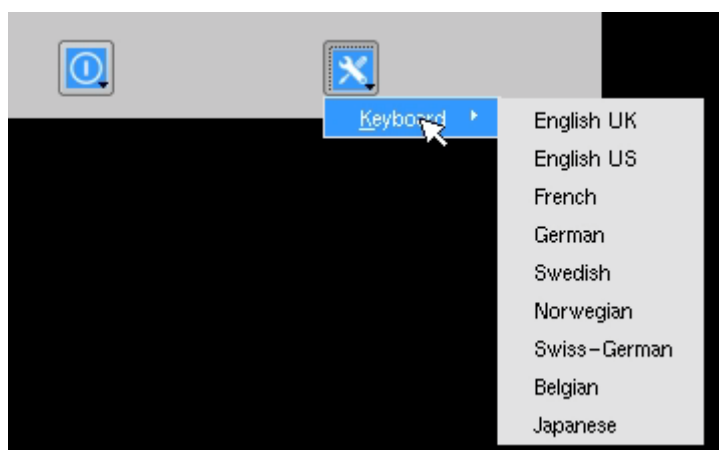 Keyboard
English UK
English US
French
German
Swedish
Norwegian
Swiss-German
Belgian
Japanese